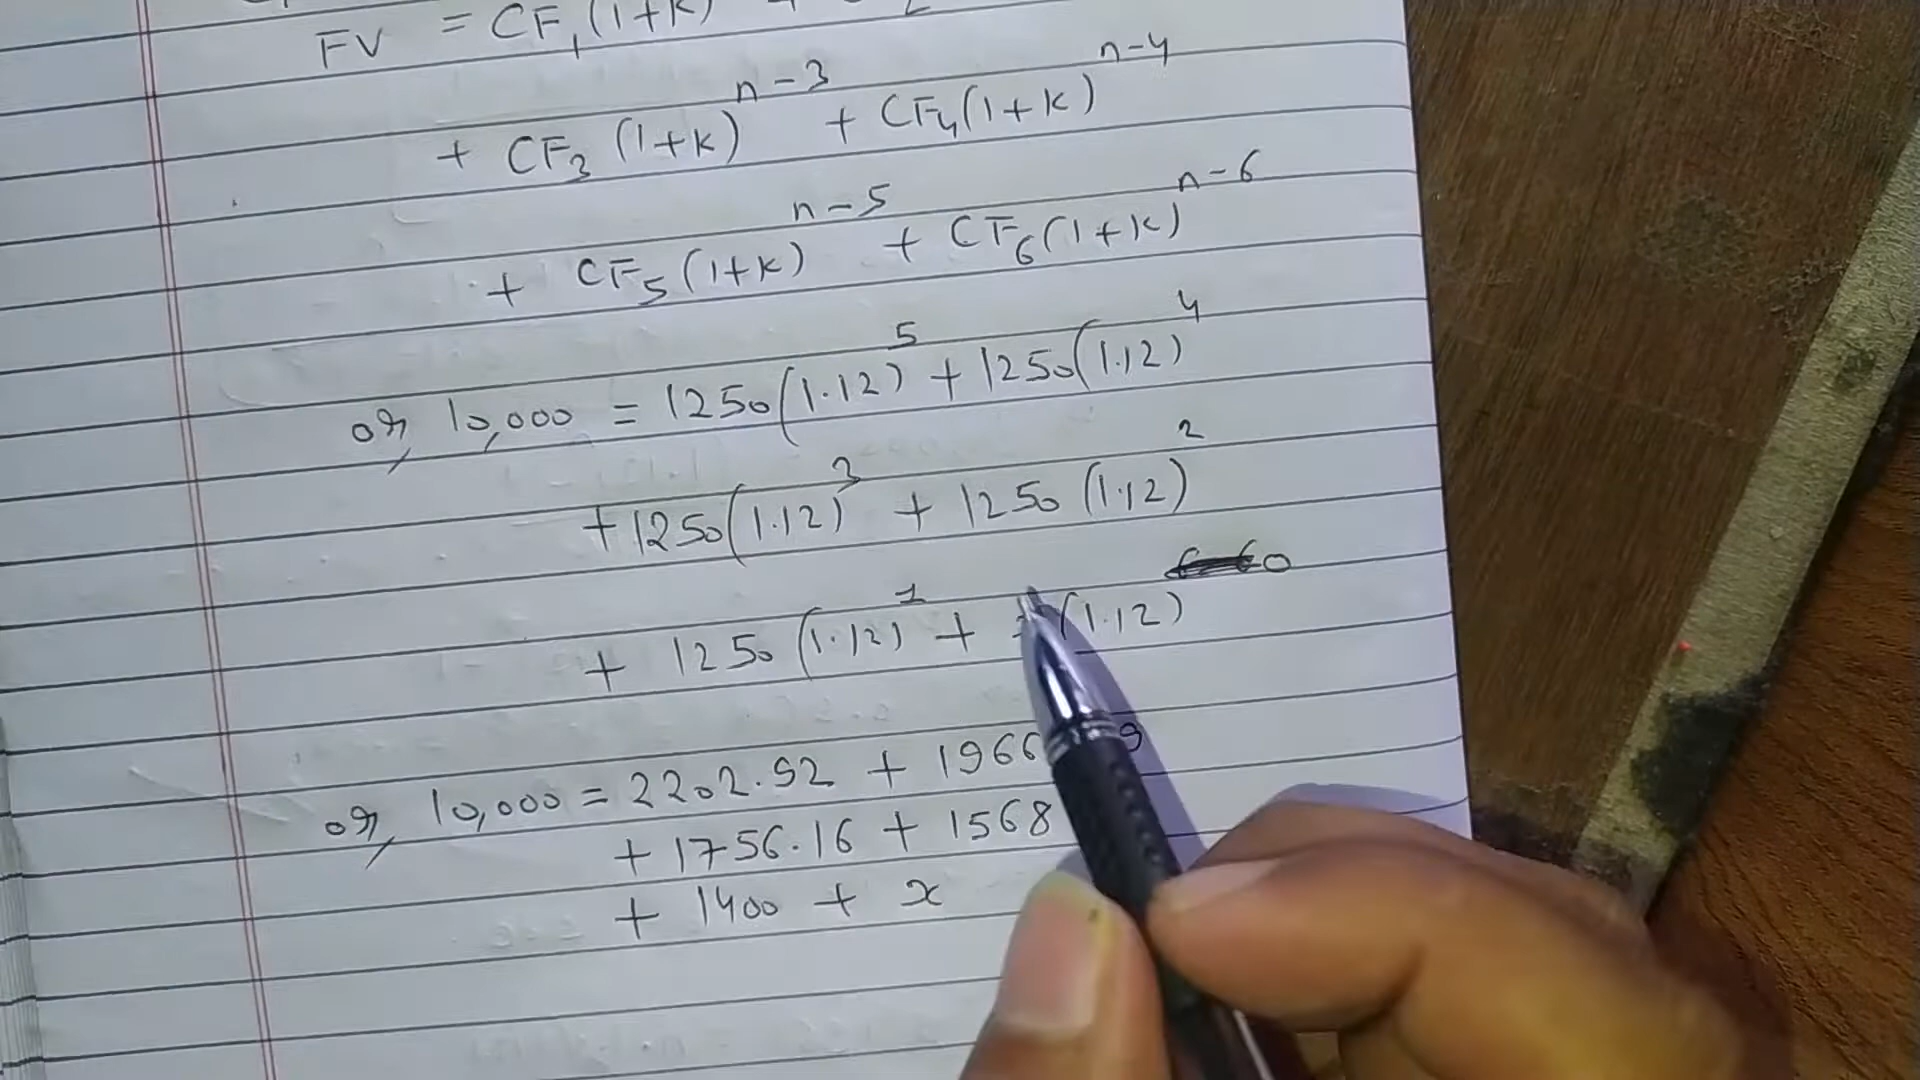 FV = CF₁(1+k)
+ CF₃ (1+k)ⁿ⁻³ + CF₄(1+k)ⁿ⁻⁴
+ CF₅ (1+k)ⁿ⁻⁵ + CF₆(1+k)ⁿ⁻⁶
or, 10,000 = 1250(1.12)⁵ + 1250(1.12)⁴
+1250(1.12)³ + 1250 (1.12)²
+ 1250 (1.12)¹ + (1.12)⁰
or, 10,000 = 2202.92 + 1966
+ 1756.16 + 1568
+ 1400 + x